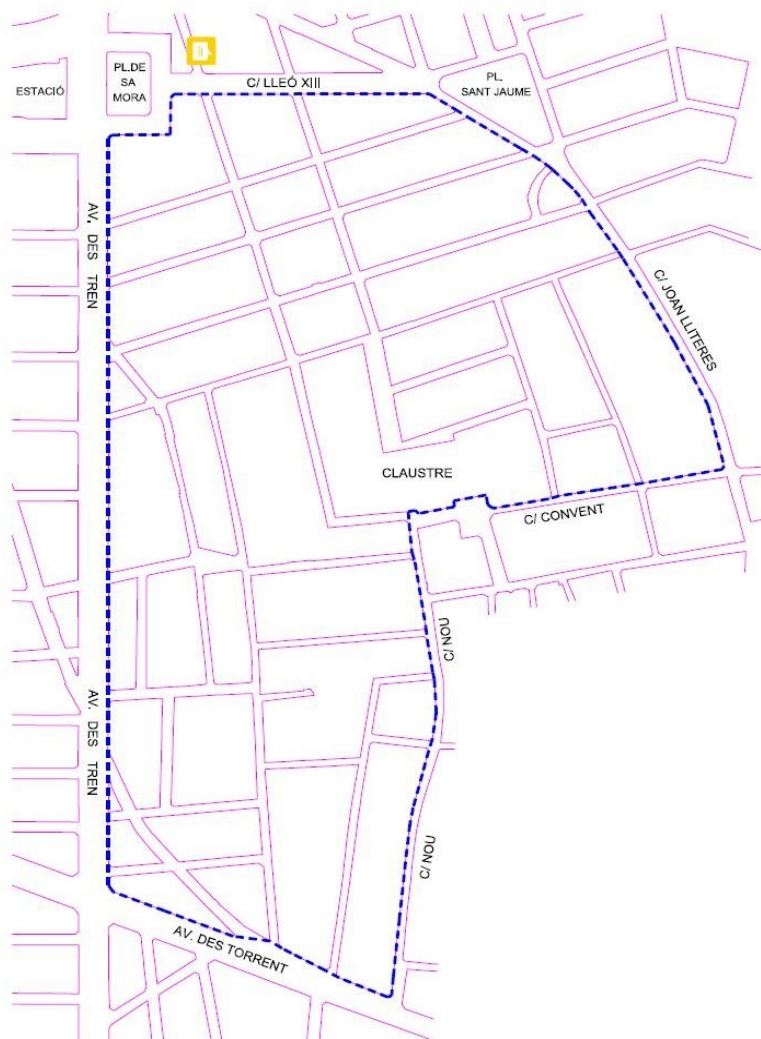 ESTACIÓ
PL.DE
SA
MORA
C/ LLEÓ XIII
PL.
SANT JAUME
AV. DES TREN
C/ JOAN LLITERES
CLAUSTRE
C/ CONVENT
C/ NOU
AV. DES TREN
C/ NOU
AV. DES TORRENT